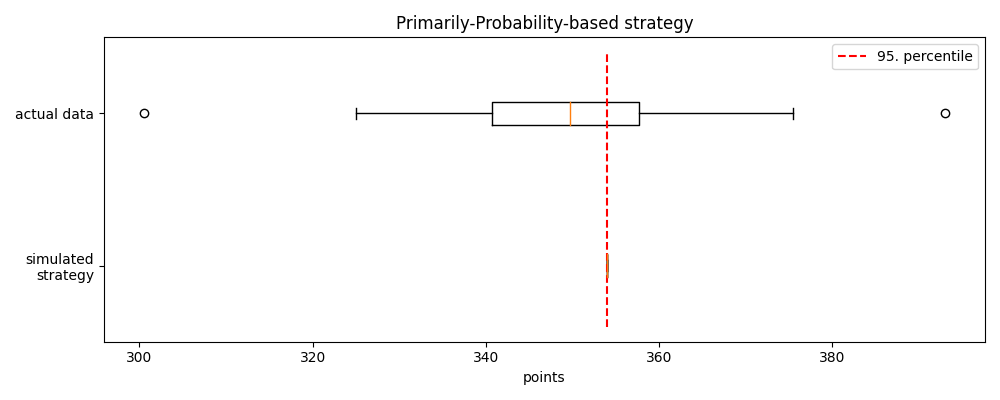 Primarily-Probability-based strategy
95. percentile
actual data
simulated
strategy
300
320
340
360
380
points